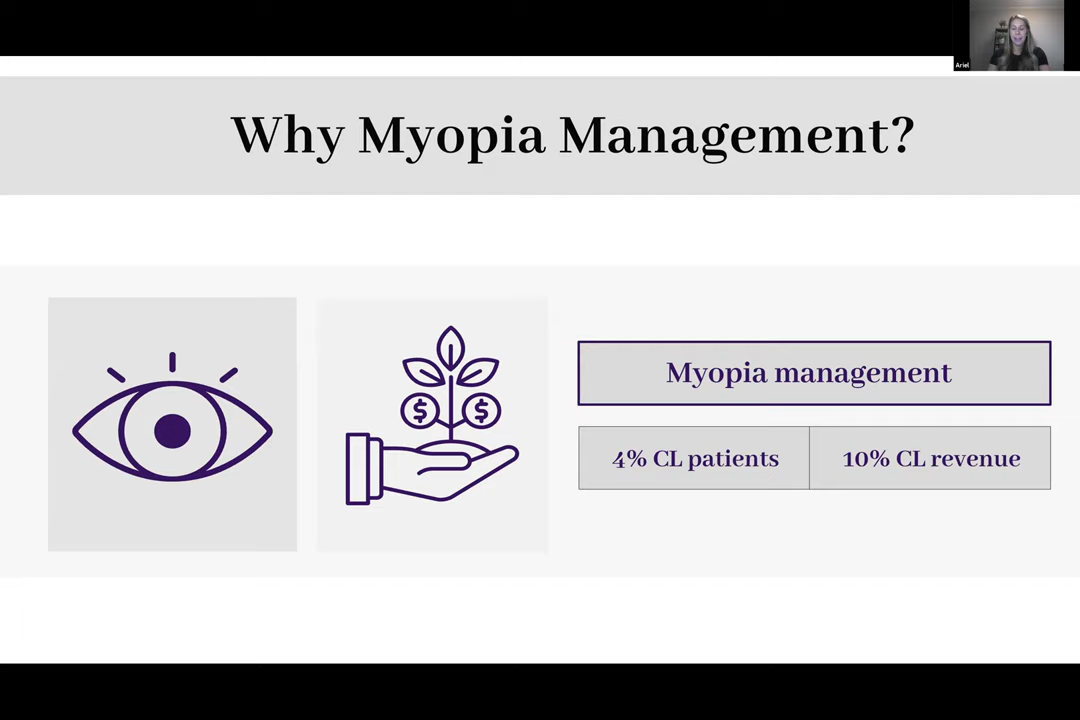 Ariel
Why Myopia Management?
$ $
Myopia management
4% CL patients 10% CL revenue